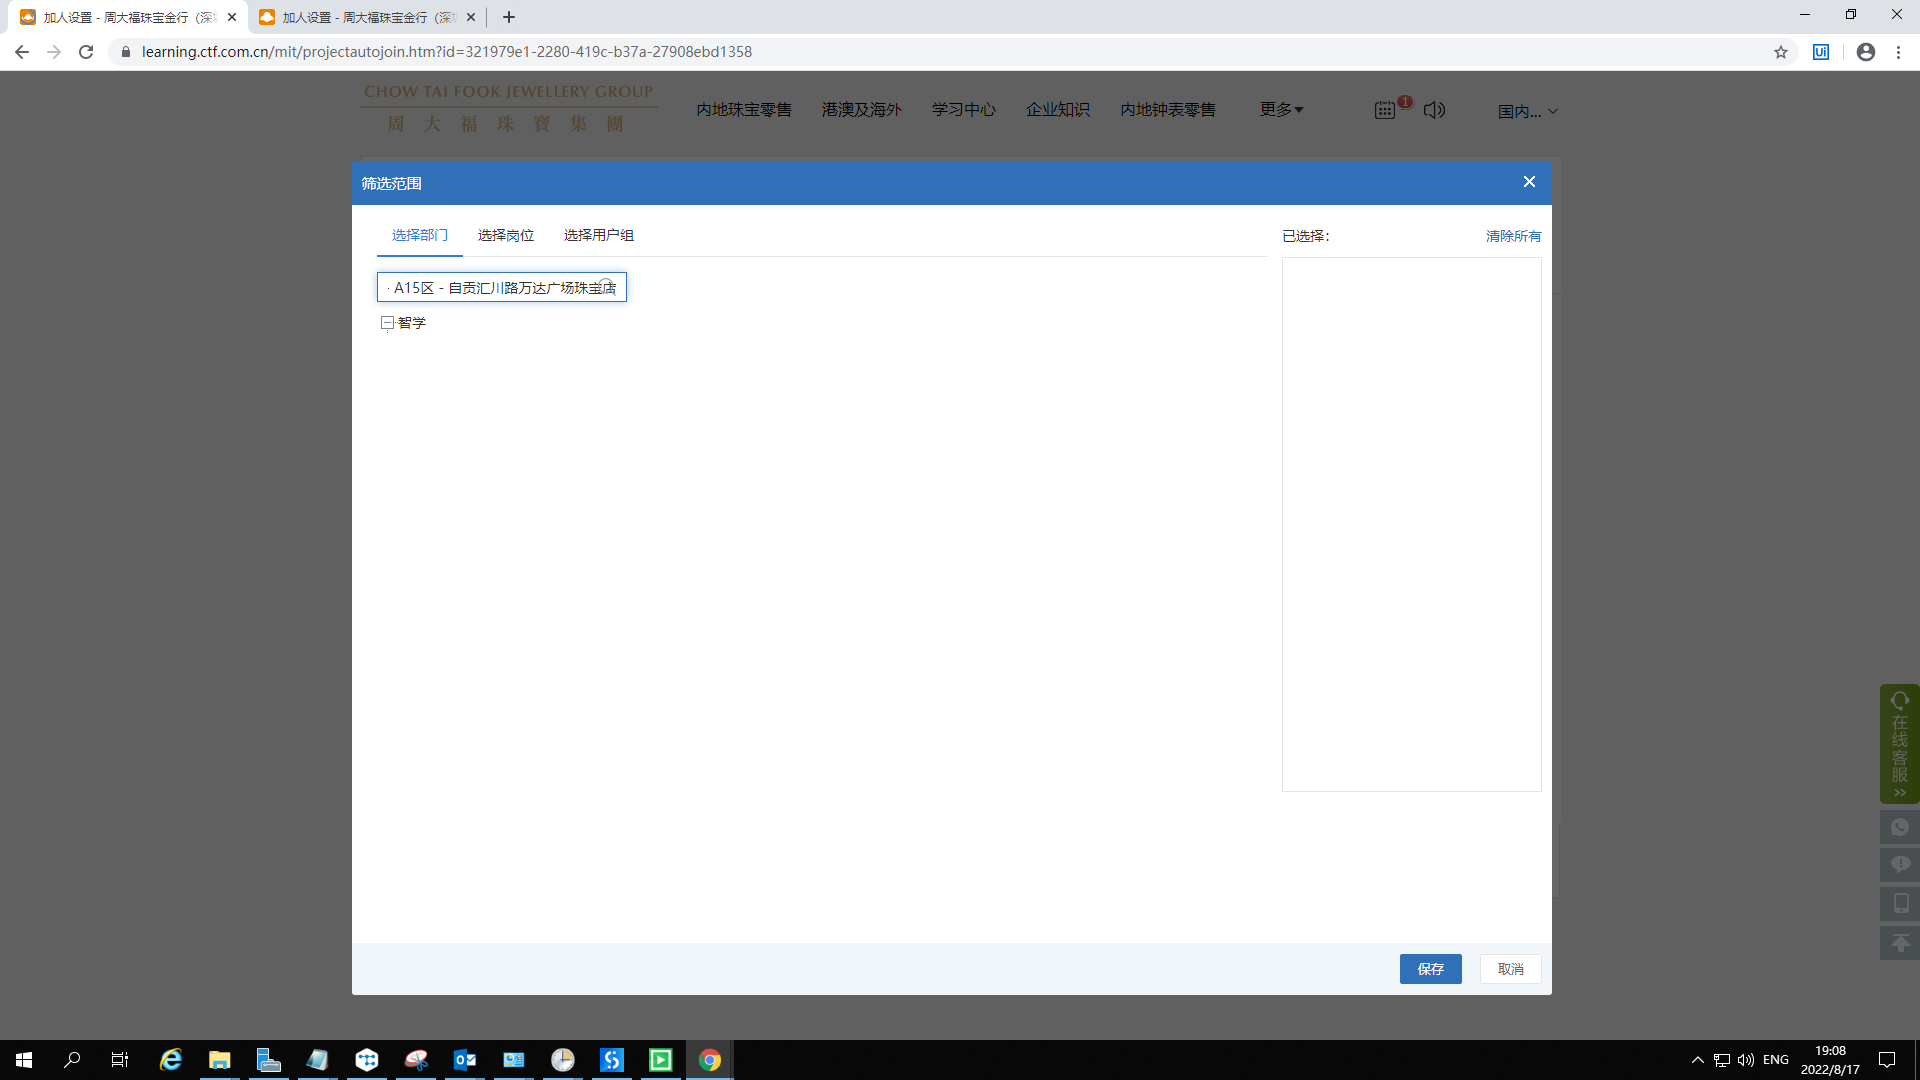 加人设置 - 周大福珠宝金行（深
加人设置 - 周大福珠宝金行（深
learning.ctf.com.cn/mit/projectautojoin.htm?id=321979e1-2280-419c-b37a-27908ebd1358
CHOW TAI FOOK JEWELLERY GROUP
周大福珠寶集團
内地珠宝零售 港澳及海外 学习中心 企业知识 内地钟表零售 更多 1 国内...
筛选范围
选择部门 选择岗位 选择用户组
已选择： 清除所有
· A15区 - 自贡汇川路万达广场珠宝店
智学
在线客服
保存 取消
ENG
19:08
2022/8/17